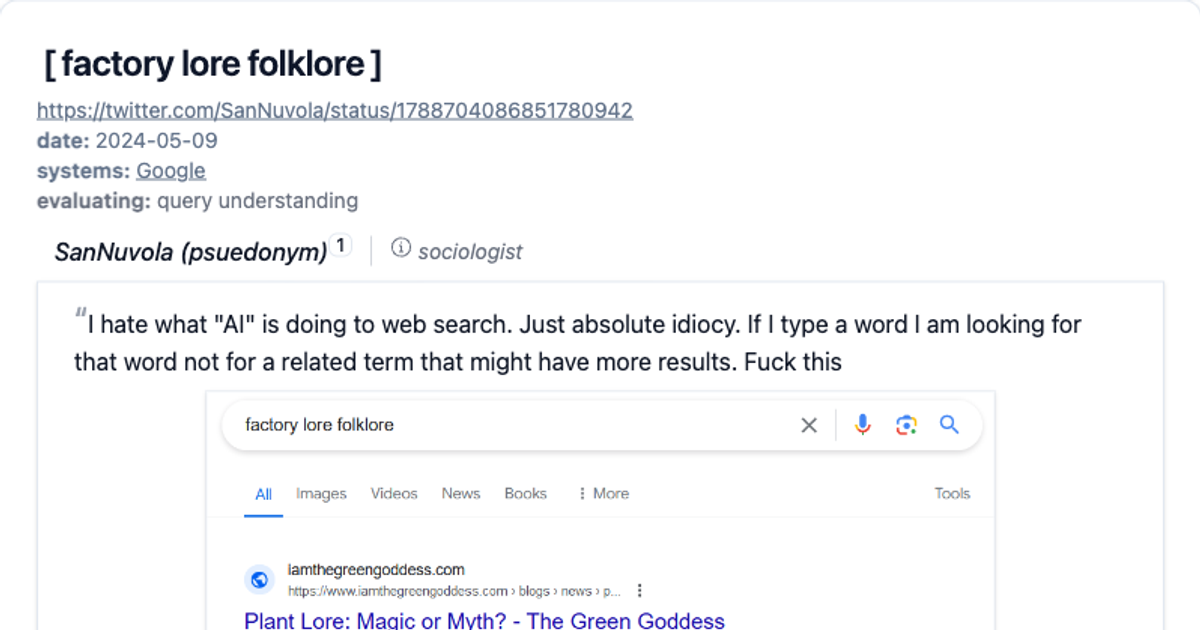 [ factory lore folklore ]
https://twitter.com/SanNuvola/status/1788704086851780942
date: 2024-05-09
systems: Google
evaluating: query understanding
SanNuvola (psuedonym) 1 sociologist
“I hate what "AI" is doing to web search. Just absolute idiocy. If I type a word I am looking for
that word not for a related term that might have more results. Fuck this
factory lore folklore
All Images Videos News Books More Tools
iamthegreengoddess.com
https://www.iamthegreengoddess.com › blogs › news › p...
Plant Lore: Magic or Myth? - The Green Goddess